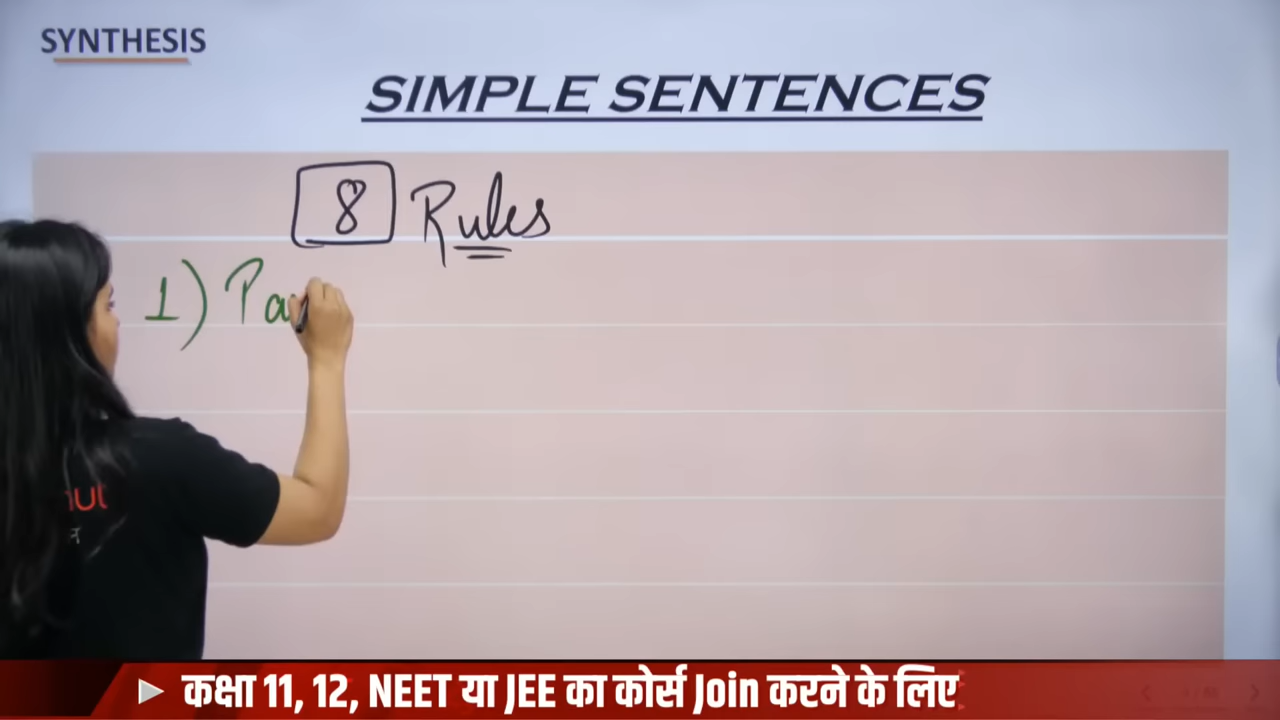 SYNTHESIS
SIMPLE SENTENCES
8 Rules
1) Pa
कक्षा 11, 12, NEET या JEE का कोर्स Join करने के लिए